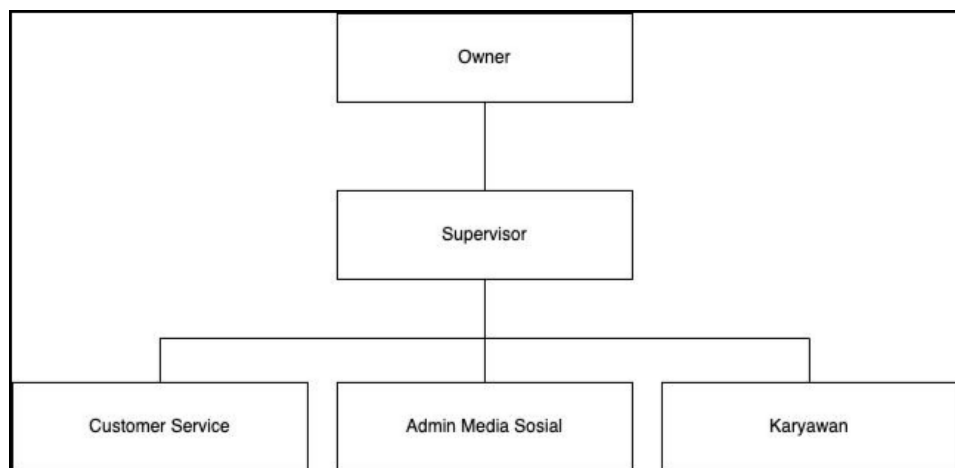 Owner
Supervisor
Customer Service
Admin Media Sosial
Karyawan